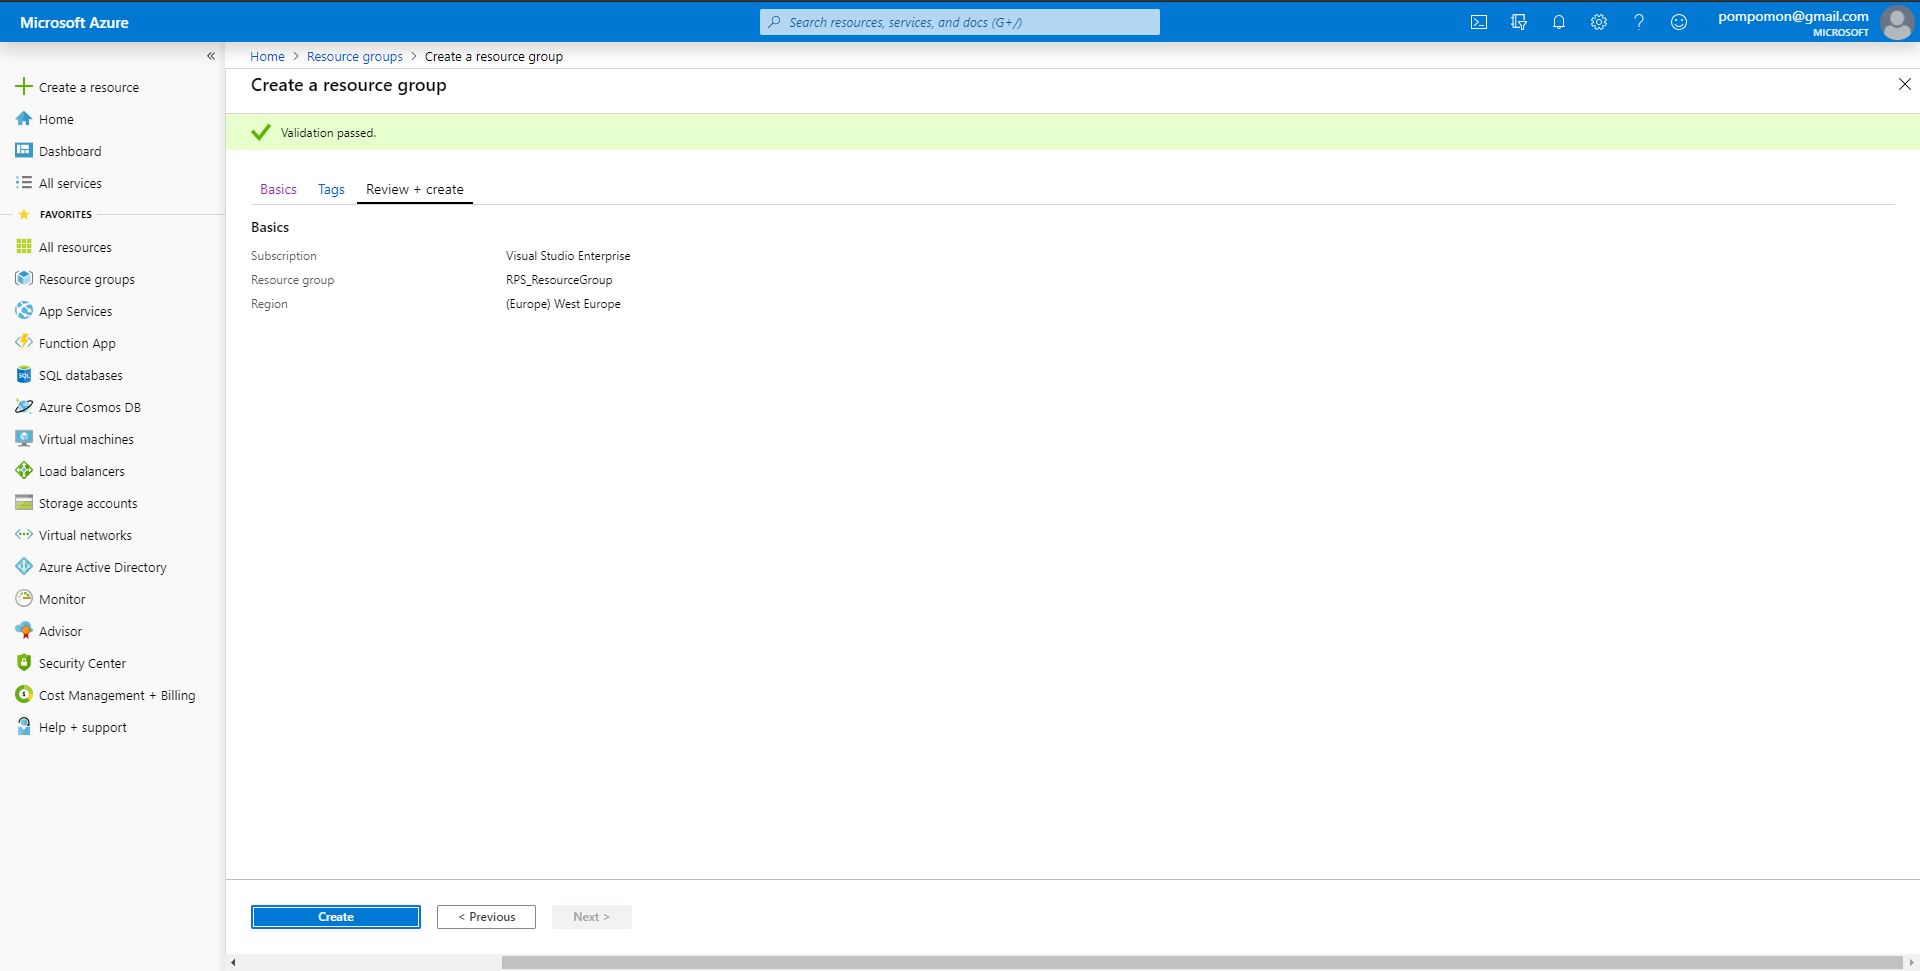 Microsoft Azure
Search resources, services, and docs (G+/)
pompomon@gmail.com
MICROSOFT
«
Home > Resource groups > Create a resource group
Create a resource
Home
Dashboard
All services
FAVORITES
All resources
Resource groups
App Services
Function App
SQL databases
Azure Cosmos DB
Virtual machines
Load balancers
Storage accounts
Virtual networks
Azure Active Directory
Monitor
Advisor
Security Center
Cost Management + Billing
Help + support
Create a resource group
Validation passed.
Basics Tags Review + create
Basics
Subscription Visual Studio Enterprise
Resource group RPS_ResourceGroup
Region (Europe) West Europe
Create < Previous Next >